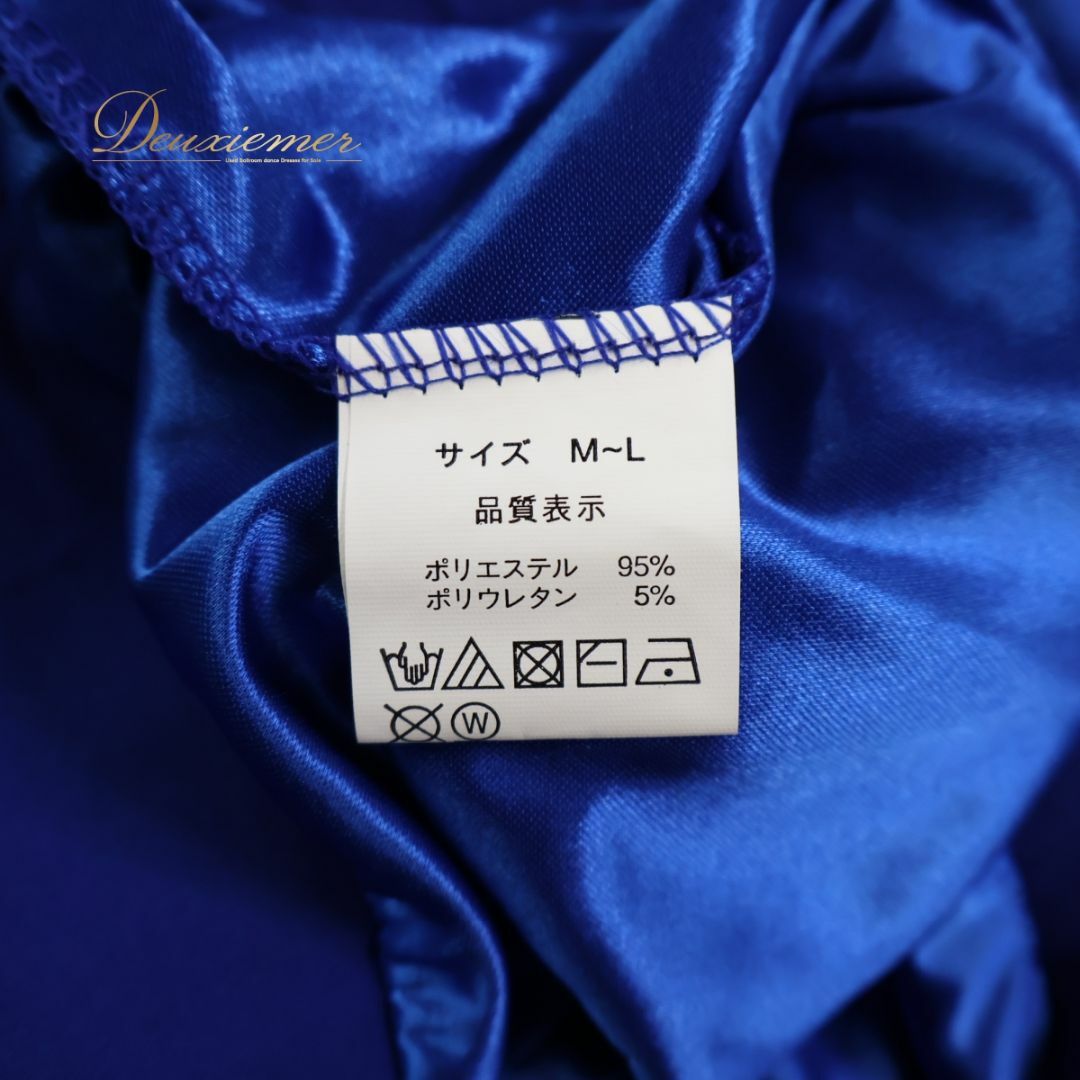 Deuxiemer
Used Ballroom dance Dresses for Sale
サイズ M~L
品質表示
ポリエステル 95%
ポリウレタン 5%
W